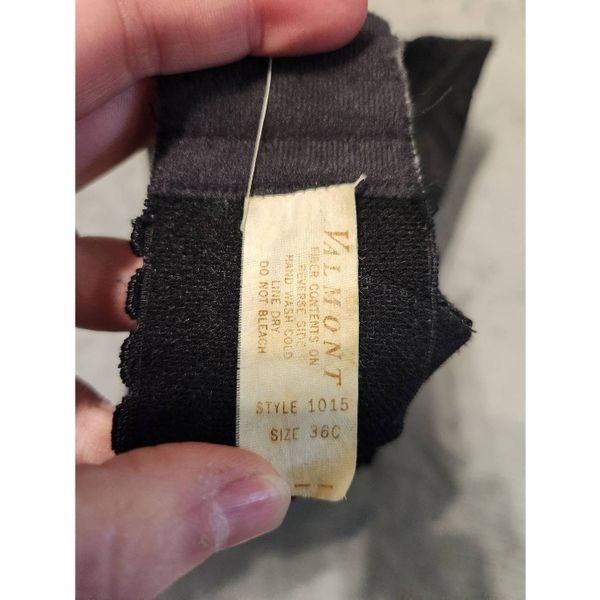 VALMONT
FIBER CONTENTS ON
REVERSE SIDE
HAND WASH COLD
LINE DRY
DO NOT BLEACH
STYLE 1015
SIZE 36C